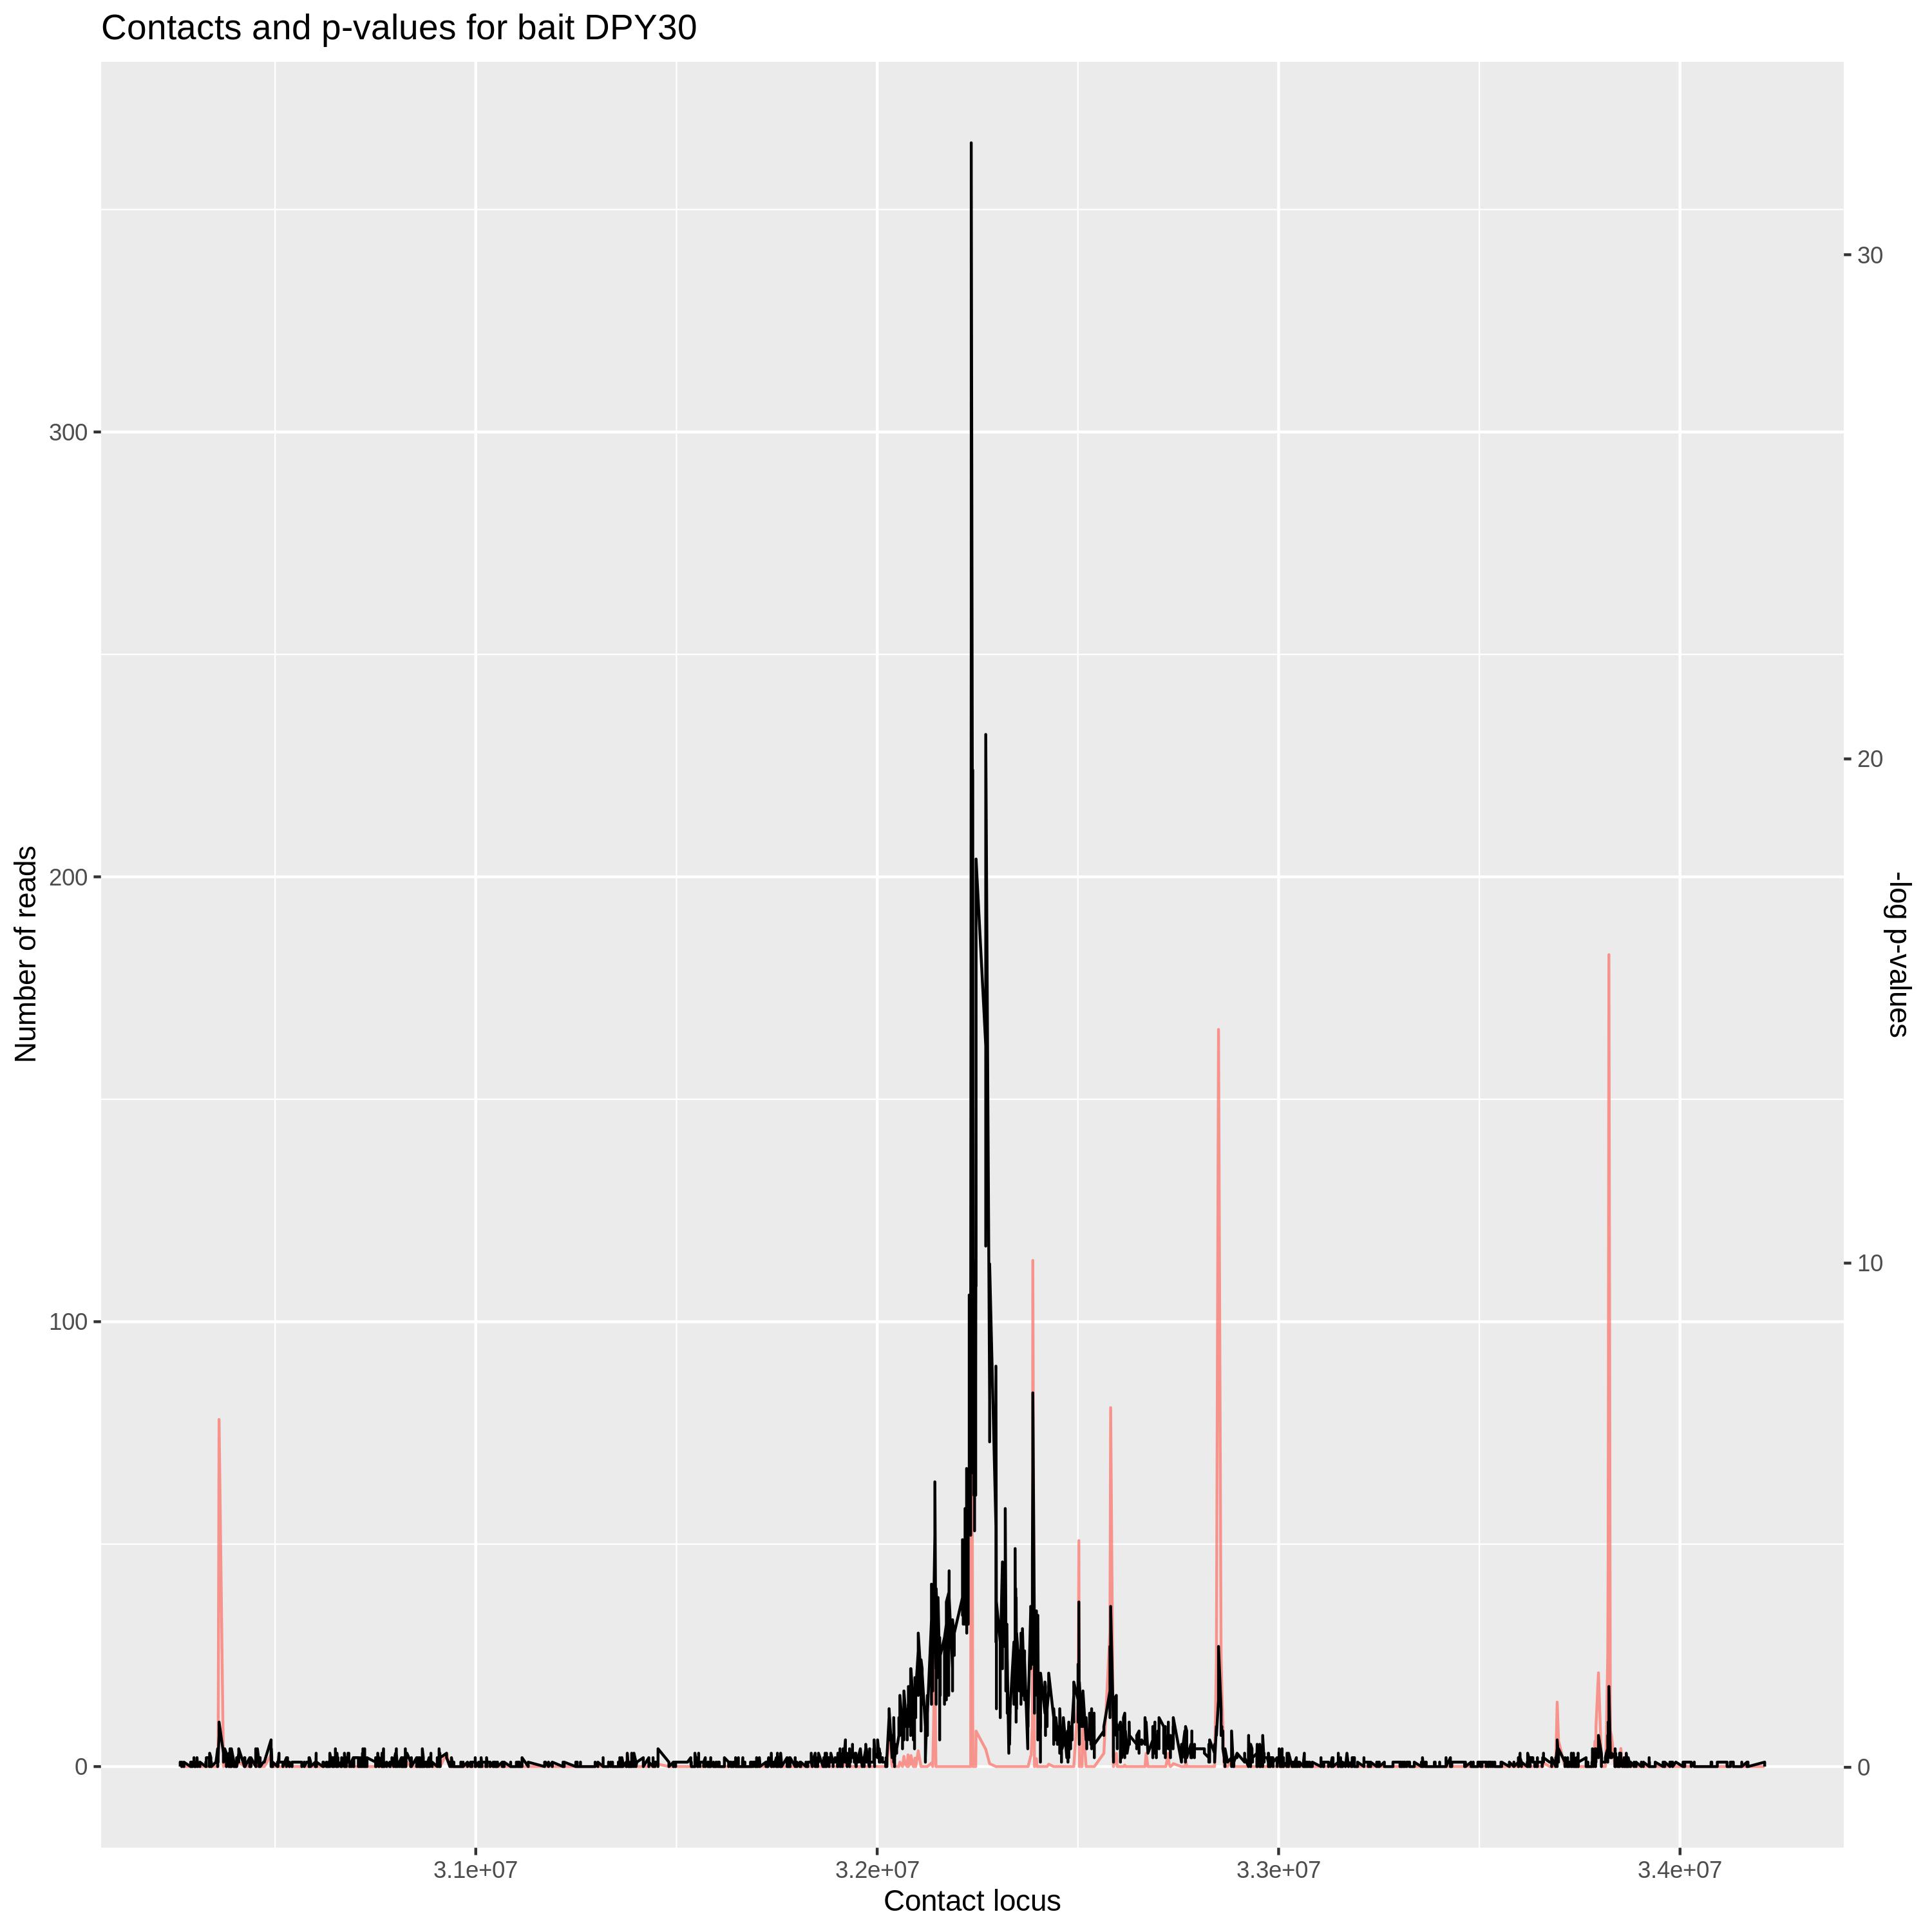 Contacts and p-values for bait DPY30
Number of reads
300
200
100
0
-log p-values
30
20
10
0
3.1e+07
3.2e+07
3.3e+07
3.4e+07
Contact locus